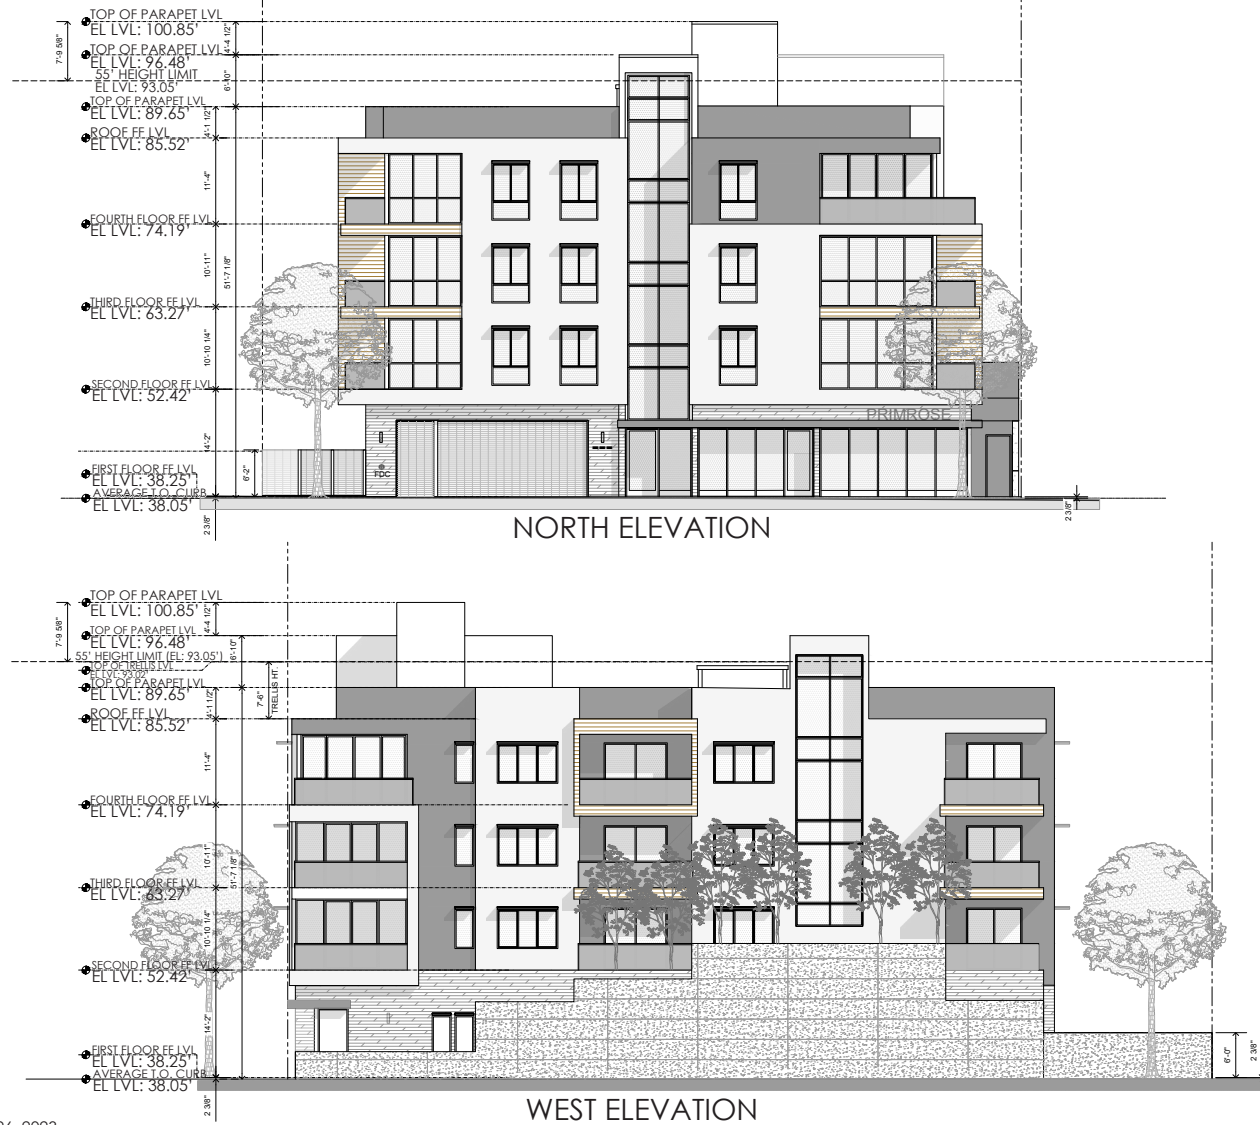 TOP OF PARAPET LVL
EL LVL: 100.85'
TOP OF PARAPET LVL
EL LVL: 96.48'
55' HEIGHT LIMIT
EL LVL: 93.05'
TOP OF PARAPET LVL
EL LVL: 89.65'
ROOF FF LVL
EL LVL: 85.52'
FOURTH FLOOR FF LVL
EL LVL: 74.19'
THIRD FLOOR FF LVL
EL LVL: 63.27'
SECOND FLOOR FF LVL
EL LVL: 52.42'
FIRST FLOOR FF LVL
EL LVL: 38.25'
AVERAGE T.O. CURB
EL LVL: 38.05'
7'-9 5/8"
4'-4 1/2"
6'-10"
4'-1 1/2"
11'-4"
10'-11"
51'-7 1/8"
10'-10 1/4"
14'-2"
6'-2"
2 3/8"
2 3/8"
PRIMROSE
FDC
NORTH ELEVATION
TOP OF PARAPET LVL
EL LVL: 100.85'
TOP OF PARAPET LVL
EL LVL: 96.48'
55' HEIGHT LIMIT (EL: 93.05')
TOP OF TRELLIS LVL
EL LVL: 93.02'
TOP OF PARAPET LVL
EL LVL: 89.65'
ROOF FF LVL
EL LVL: 85.52'
FOURTH FLOOR FF LVL
EL LVL: 74.19'
THIRD FLOOR FF LVL
EL LVL: 63.27'
SECOND FLOOR FF LVL
EL LVL: 52.42'
FIRST FLOOR FF LVL
EL LVL: 38.25'
AVERAGE T.O. CURB
EL LVL: 38.05'
7'-9 5/8"
4'-4 1/2"
6'-10"
7'-6"
TRELLIS HT.
4'-1 1/2"
11'-4"
10'-11"
51'-7 1/8"
10'-10 1/4"
14'-2"
2 3/8"
6'-0"
2 3/8"
WEST ELEVATION